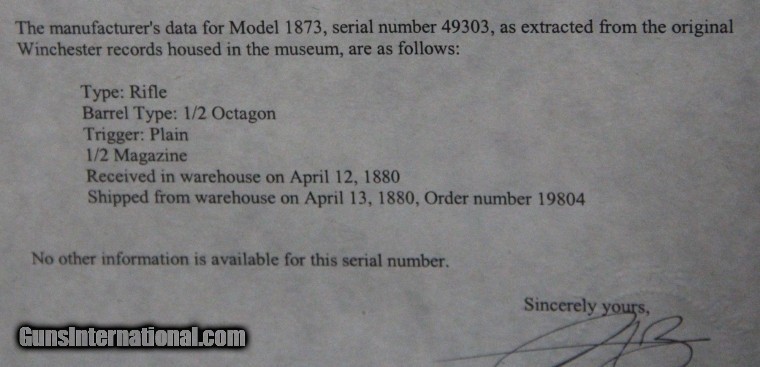 The manufacturer's data for Model 1873, serial number 49303, as extracted from the original
Winchester records housed in the museum, are as follows:
Type: Rifle
Barrel Type: 1/2 Octagon
Trigger: Plain
1/2 Magazine
Received in warehouse on April 12, 1880
Shipped from warehouse on April 13, 1880, Order number 19804
No other information is available for this serial number.
Sincerely yours,
GunsInternational.com